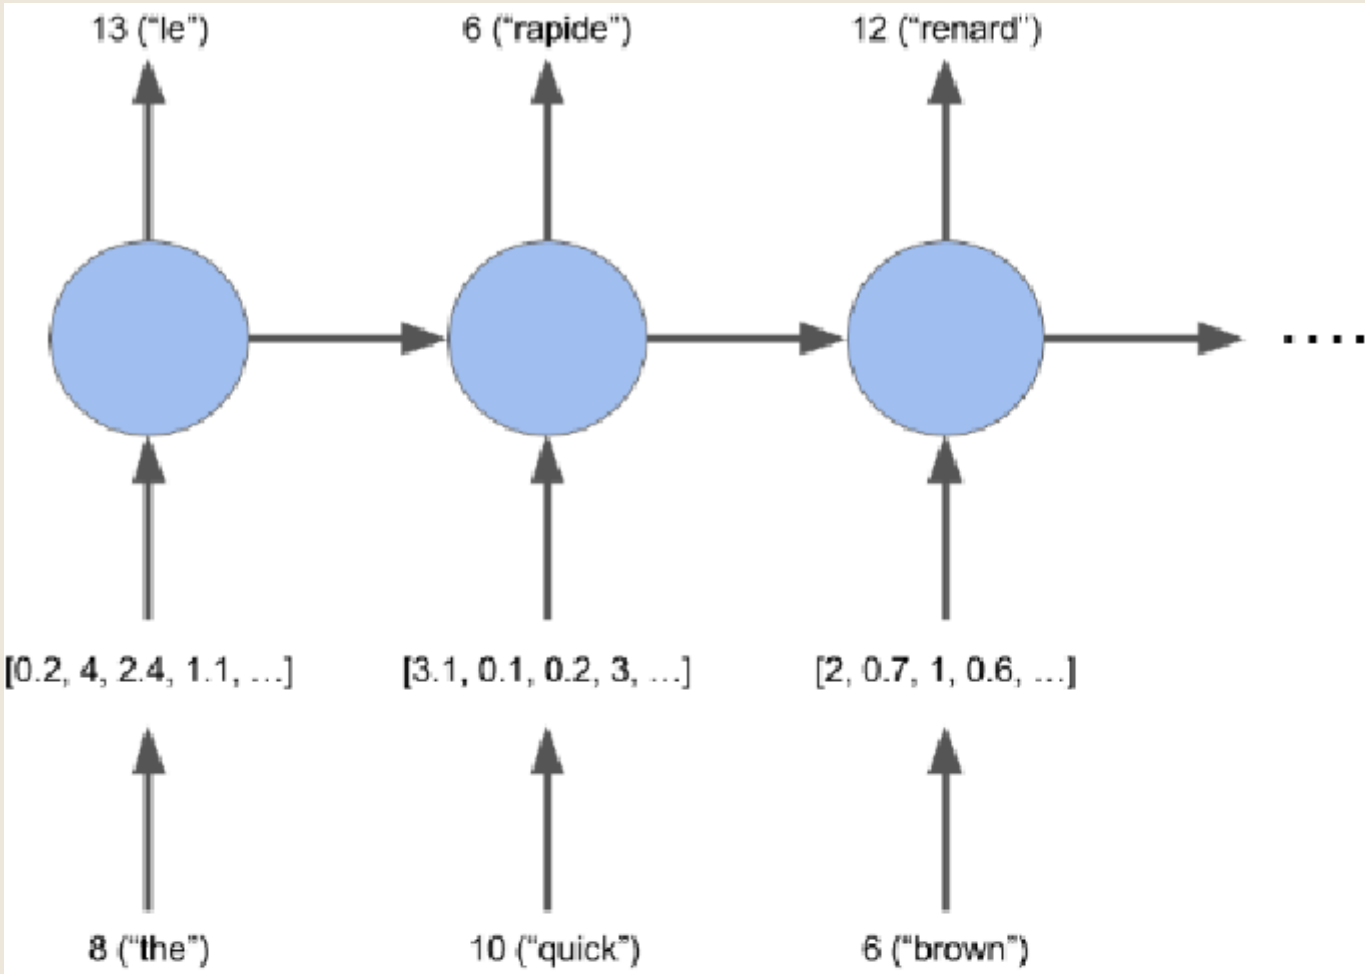 13 (“le”) 6 (“rapide”) 12 (“renard”)
....
[0.2, 4, 2.4, 1.1, …] [3.1, 0.1, 0.2, 3, …] [2, 0.7, 1, 0.6, …]
8 (“the”) 10 (“quick”) 6 (“brown”)